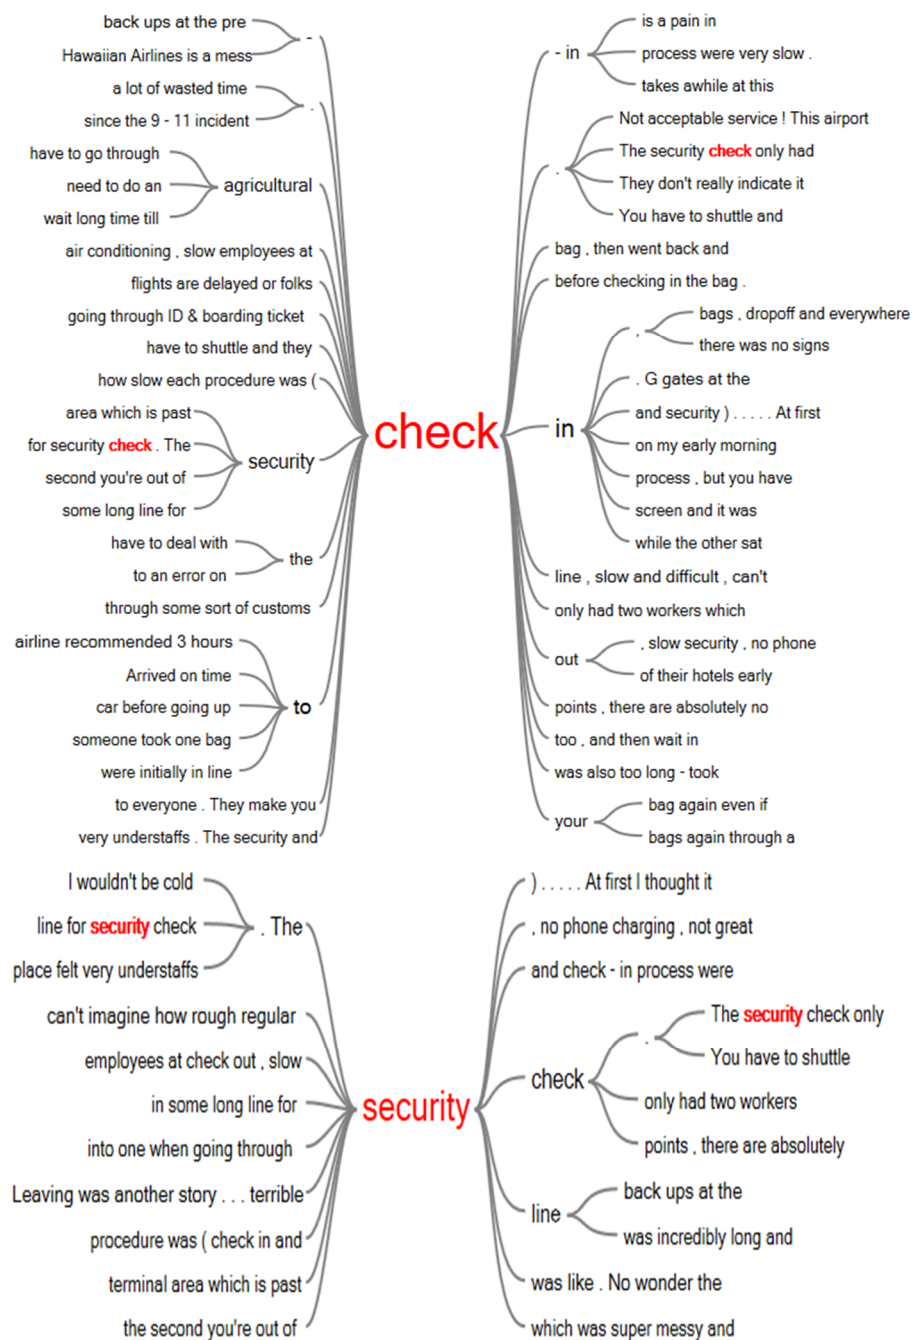 back ups at the pre
Hawaiian Airlines is a mess
-
a lot of wasted time
since the 9 - 11 incident
.
have to go through
need to do an
wait long time till
agricultural
air conditioning , slow employees at
flights are delayed or folks
going through ID & boarding ticket
have to shuttle and they
how slow each procedure was (
area which is past
for security check . The
second you're out of
some long line for
security
have to deal with
to an error on
the
through some sort of customs
airline recommended 3 hours
Arrived on time
car before going up
someone took one bag
were initially in line
to
to everyone . They make you
very understaffs . The security and
check
- in
is a pain in
process were very slow .
takes awhile at this
.
Not acceptable service ! This airport
The security check only had
They don't really indicate it
You have to shuttle and
bag , then went back and
before checking in the bag .
in
,
bags , dropoff and everywhere
there was no signs
. G gates at the
and security ) . . . . . At first
on my early morning
process , but you have
screen and it was
while the other sat
line , slow and difficult , can't
only had two workers which
out
, slow security , no phone
of their hotels early
points , there are absolutely no
too , and then wait in
was also too long - took
your
bag again even if
bags again through a
I wouldn't be cold
line for security check
place felt very understaffs
. The
can't imagine how rough regular
employees at check out , slow
in some long line for
into one when going through
Leaving was another story . . . terrible
procedure was ( check in and
terminal area which is past
the second you're out of
security
) . . . . . At first I thought it
, no phone charging , not great
and check - in process were
check
.
The security check only
You have to shuttle
only had two workers
points , there are absolutely
line
back ups at the
was incredibly long and
was like . No wonder the
which was super messy and